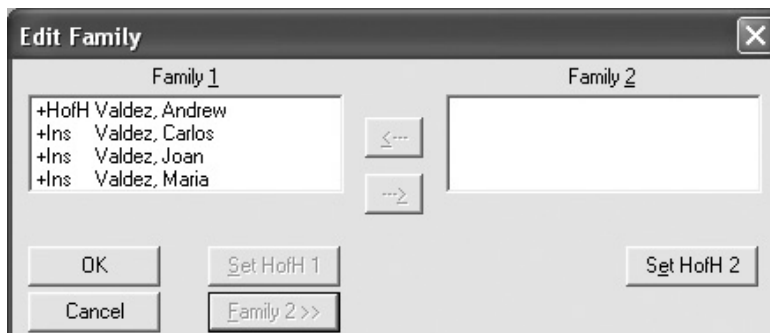 Edit Family
Family 1
Family 2
+HofH Valdez, Andrew
+Ins Valdez, Carlos
+Ins Valdez, Joan
+Ins Valdez, Maria
<---
--->
OK
Set HofH 1
Set HofH 2
Cancel
Family 2 >>